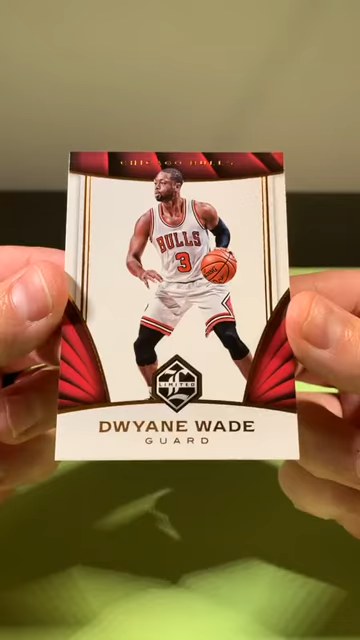 CHICAGO BULLS
BULLS
3
L
LIMITED
DWYANE WADE
GUARD